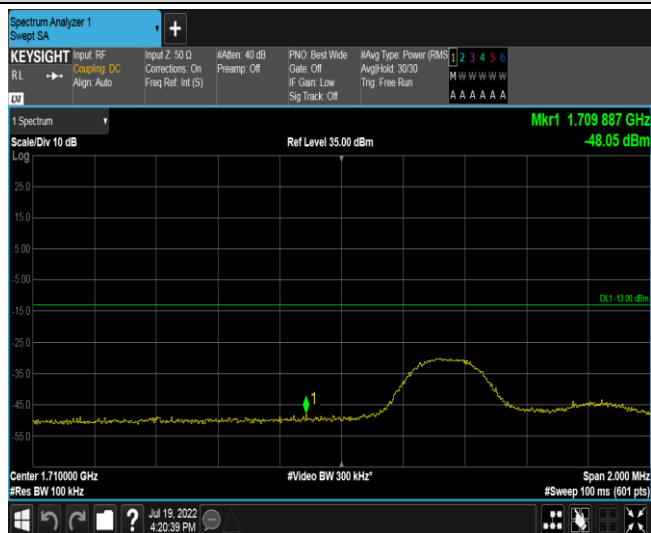 Spectrum Analyzer 1
Swept SA
+
KEYSIGHT
RL
LXI
Input: RF
Coupling: DC
Align: Auto
Input Z: 50 Ω
Corrections: On
Freq Ref: Int (S)
#Atten: 40 dB
Preamp: Off
PNO: Best Wide
Gate: Off
IF Gain: Low
Sig Track: Off
#Avg Type: Power (RMS
Avg|Hold: 30/30
Trig: Free Run
1 2 3 4 5 6
M W W W W W
A A A A A A
1 Spectrum
Mkr1 1.709 887 GHz
Scale/Div 10 dB
Ref Level 35.00 dBm
-48.05 dBm
Log
25.0
15.0
5.00
-5.00
DL1 -13.00 dBm
-15.0
-25.0
-35.0
1
-45.0
-55.0
Center 1.710000 GHz
#Video BW 300 kHz*
Span 2.000 MHz
#Res BW 100 kHz
#Sweep 100 ms (601 pts)
?
Jul 19, 2022
4:20:39 PM